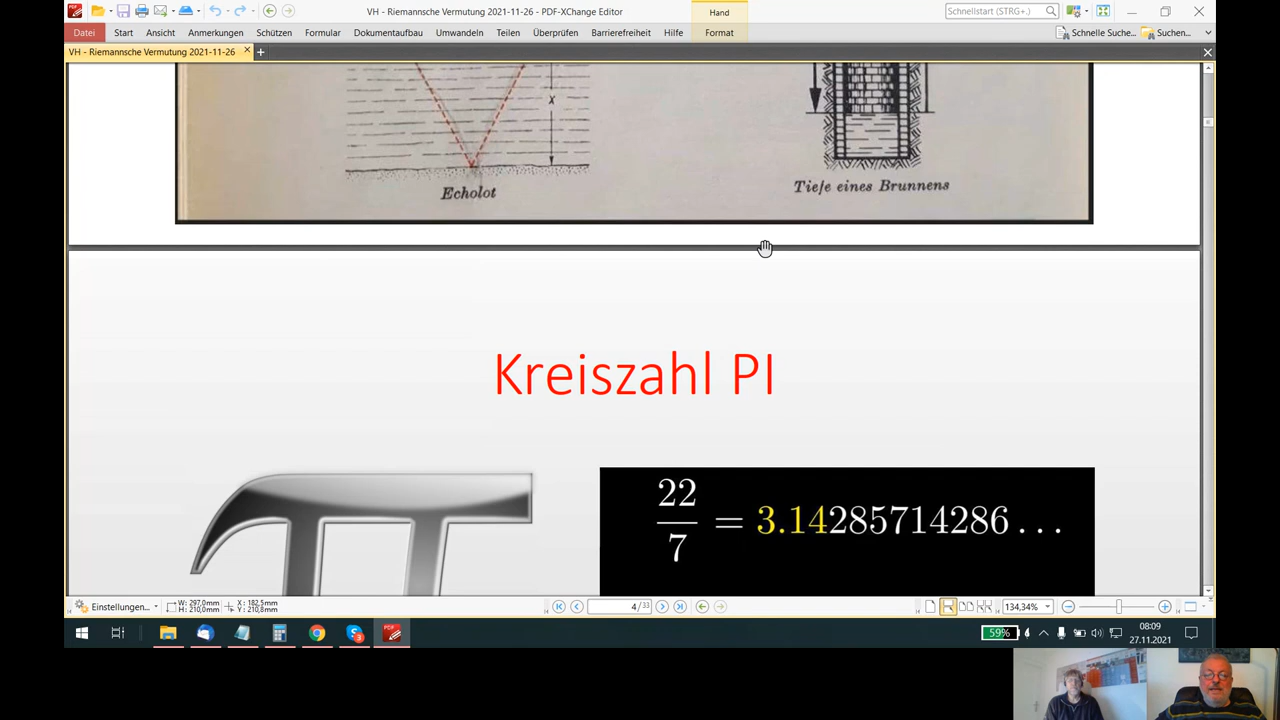 VH - Riemannsche Vermutung 2021-11-26 - PDF-XChange Editor
Hand
Schnellstart (STRG+.)
Datei Start Ansicht Anmerkungen Schützen Formular Dokumentaufbau Umwandeln Teilen Überprüfen Barrierefreiheit Hilfe Format Schnelle Suche... Suchen...
VH - Riemannsche Vermutung 2021-11-26
x
Echolot
Tiefe eines Brunnens
Kreiszahl PI
π
22/7 = 3.14285714286...
Einstellungen... W: 297,0mm X: 182,5mm 4/33 134,34%
H: 210,0mm Y: 210,8mm
59% 08:09
27.11.2021